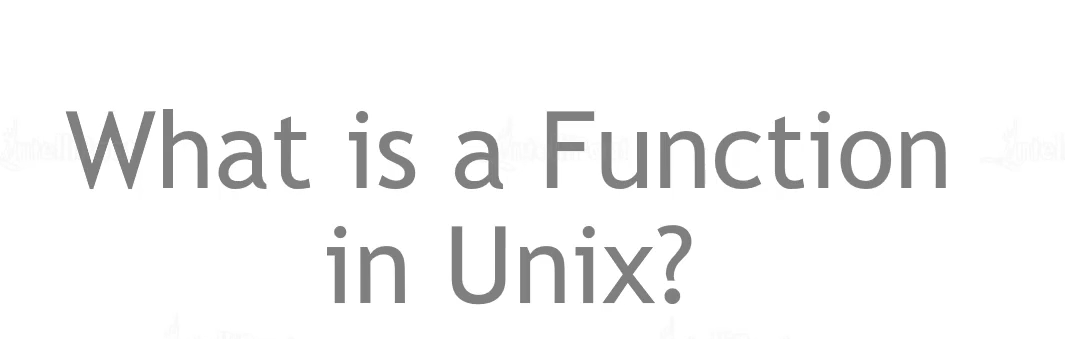 What is a Function
in Unix?